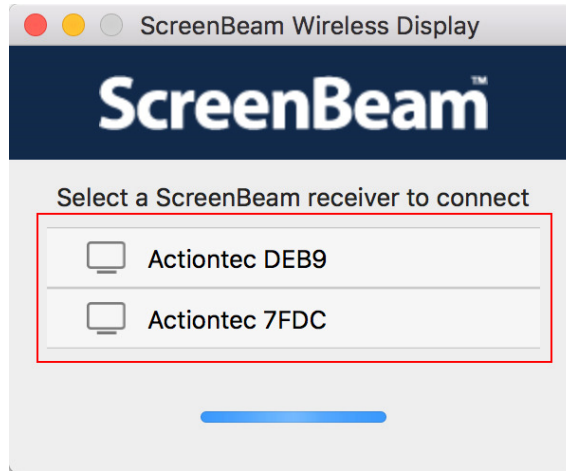 ScreenBeam Wireless Display
ScreenBeam™
Select a ScreenBeam receiver to connect
Actiontec DEB9
Actiontec 7FDC